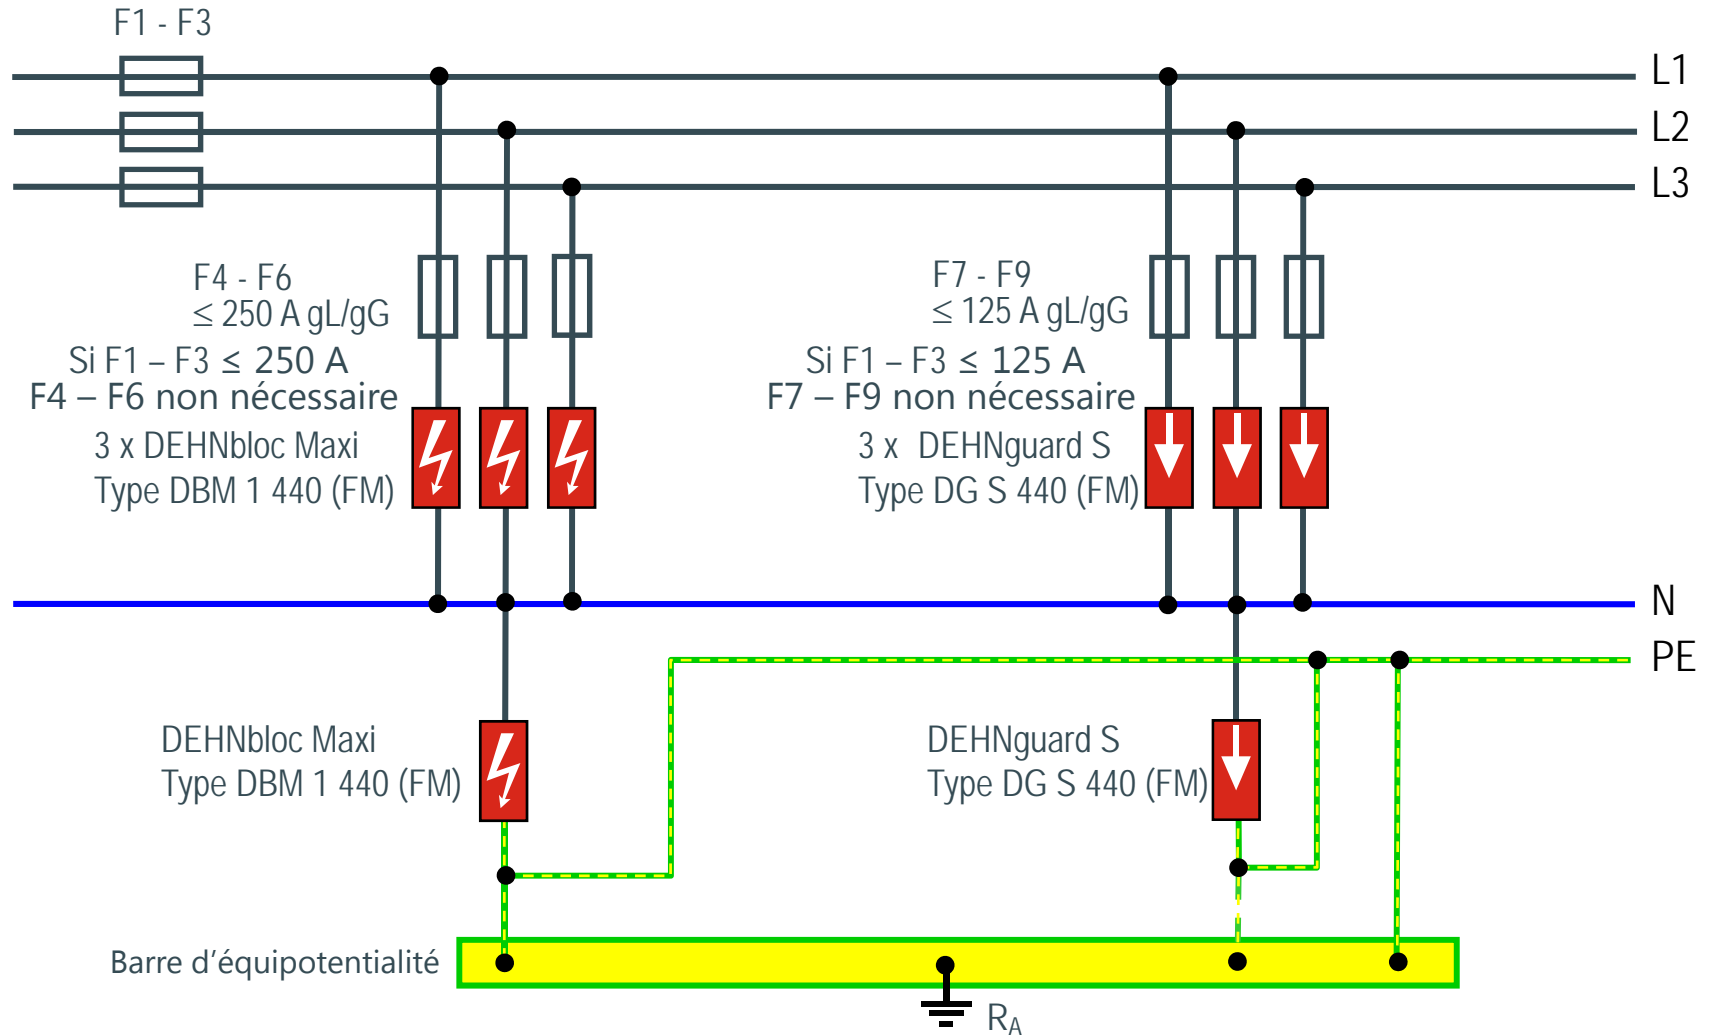 F1 - F3
L1
L2
L3
F4 - F6
≤ 250 A gL/gG
Si F1 – F3 ≤ 250 A
F4 – F6 non nécessaire
3 x DEHNbloc Maxi
Type DBM 1 440 (FM)
F7 - F9
≤ 125 A gL/gG
Si F1 – F3 ≤ 125 A
F7 – F9 non nécessaire
3 x DEHNguard S
Type DG S 440 (FM)
N
PE
DEHNbloc Maxi
Type DBM 1 440 (FM)
DEHNguard S
Type DG S 440 (FM)
Barre d’équipotentialité
RA